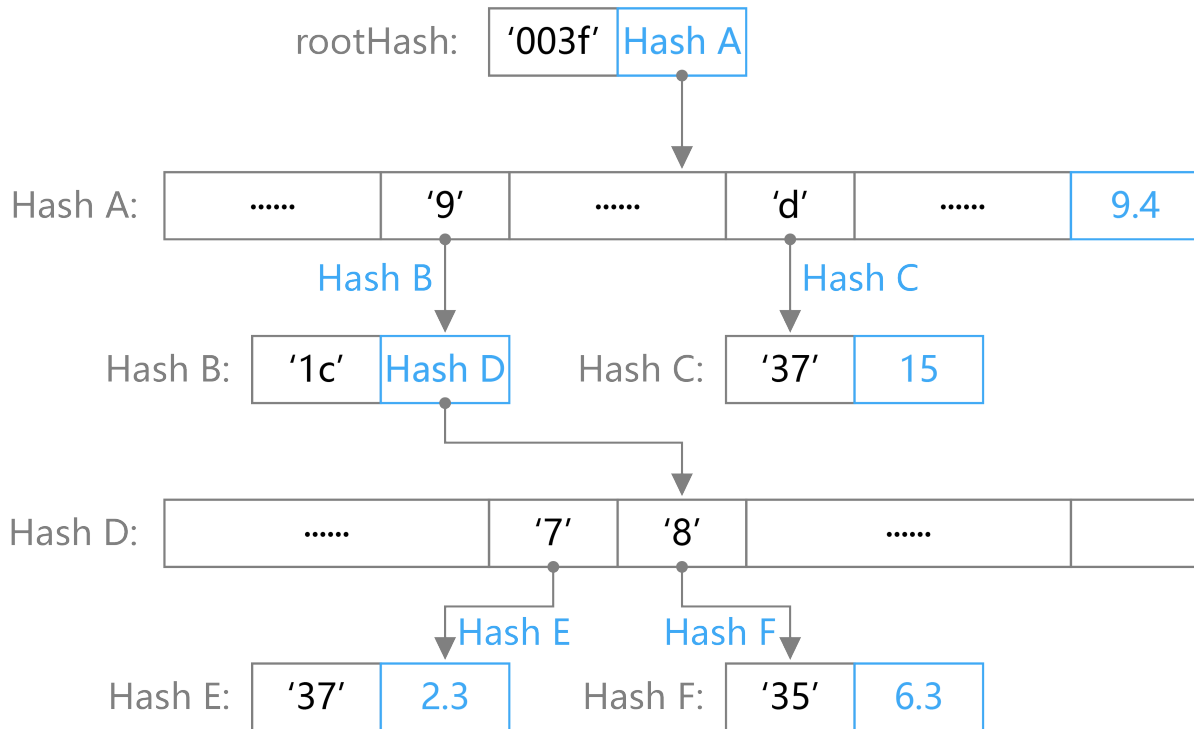 rootHash: ‘003f’ Hash A
Hash A: ...... ‘9’ ...... ‘d’ ...... 9.4
Hash B Hash C
Hash B: ‘1c’ Hash D Hash C: ‘37’ 15
Hash D: ...... ‘7’ ‘8’ ......
Hash E Hash F
Hash E: ‘37’ 2.3 Hash F: ‘35’ 6.3